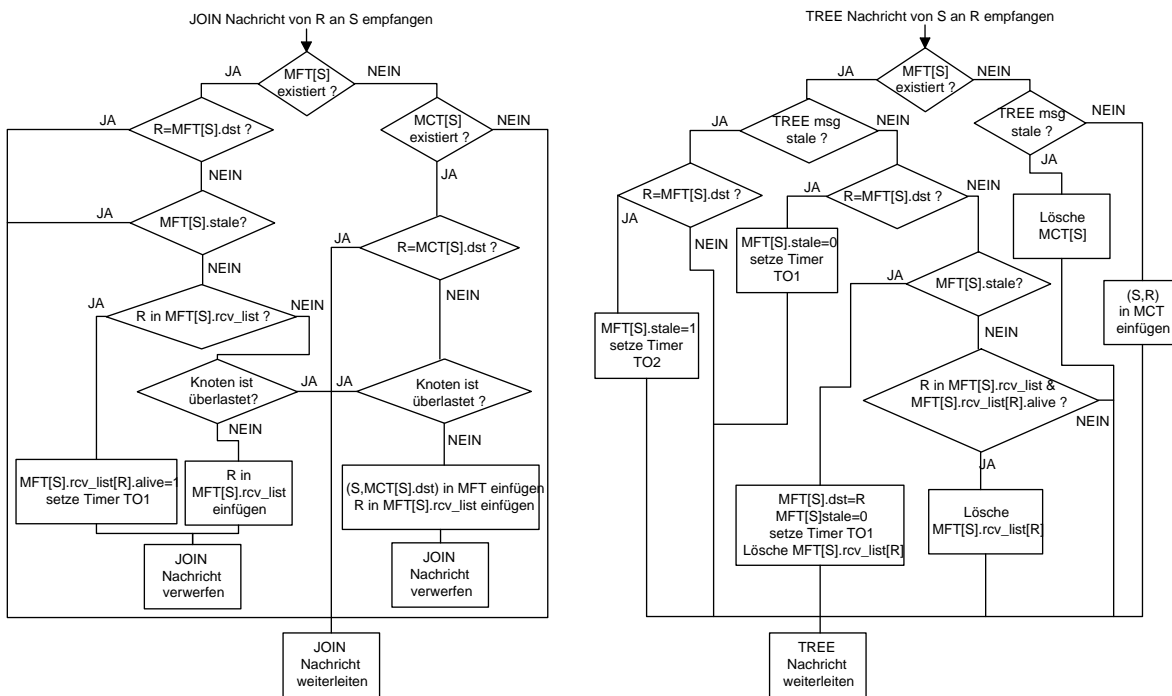 JOIN Nachricht von R an S empfangen
JA
MFT[S]
existiert ?
NEIN
JA
R=MFT[S].dst ?
MCT[S]
existiert ?
NEIN
NEIN
JA
JA
MFT[S].stale?
JA
R=MCT[S].dst ?
NEIN
JA
R in MFT[S].rcv_list ?
NEIN
NEIN
Knoten ist
überlastet?
JA
JA
Knoten ist
überlastet ?
NEIN
NEIN
MFT[S].rcv_list[R].alive=1
setze Timer TO1
R in
MFT[S].rcv_list
einfügen
(S,MCT[S].dst) in MFT einfügen
R in MFT[S].rcv_list einfügen
JOIN
Nachricht
verwerfen
JOIN
Nachricht
verwerfen
JOIN
Nachricht
weiterleiten
TREE Nachricht von S an R empfangen
JA
MFT[S]
existiert ?
NEIN
JA
TREE msg
stale ?
NEIN
TREE msg
stale ?
NEIN
JA
R=MFT[S].dst ?
JA
R=MFT[S].dst ?
NEIN
JA
NEIN
MFT[S].stale=0
setze Timer
TO1
Lösche
MCT[S]
JA
MFT[S].stale?
(S,R)
in MCT
einfügen
MFT[S].stale=1
setze Timer
TO2
NEIN
R in MFT[S].rcv_list &
MFT[S].rcv_list[R].alive ?
NEIN
JA
MFT[S].dst=R
MFT[S]stale=0
setze Timer TO1
Lösche MFT[S].rcv_list[R]
Lösche
MFT[S].rcv_list[R]
TREE
Nachricht
weiterleiten